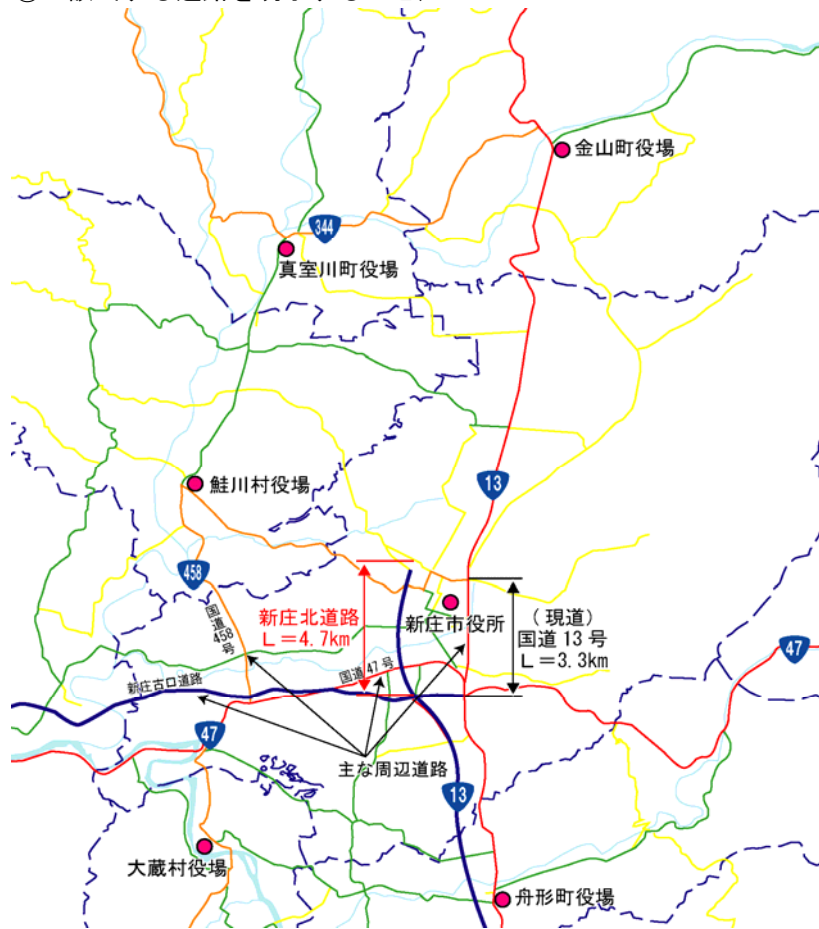 金山町役場
344
真室川町役場
鮭川村役場
13
458
国道458号
新庄北道路
L=4.7km
新庄市役所
(現道)
国道13号
L=3.3km
国道47号
47
新庄古口道路
47
主な周辺道路
13
大蔵村役場
舟形町役場